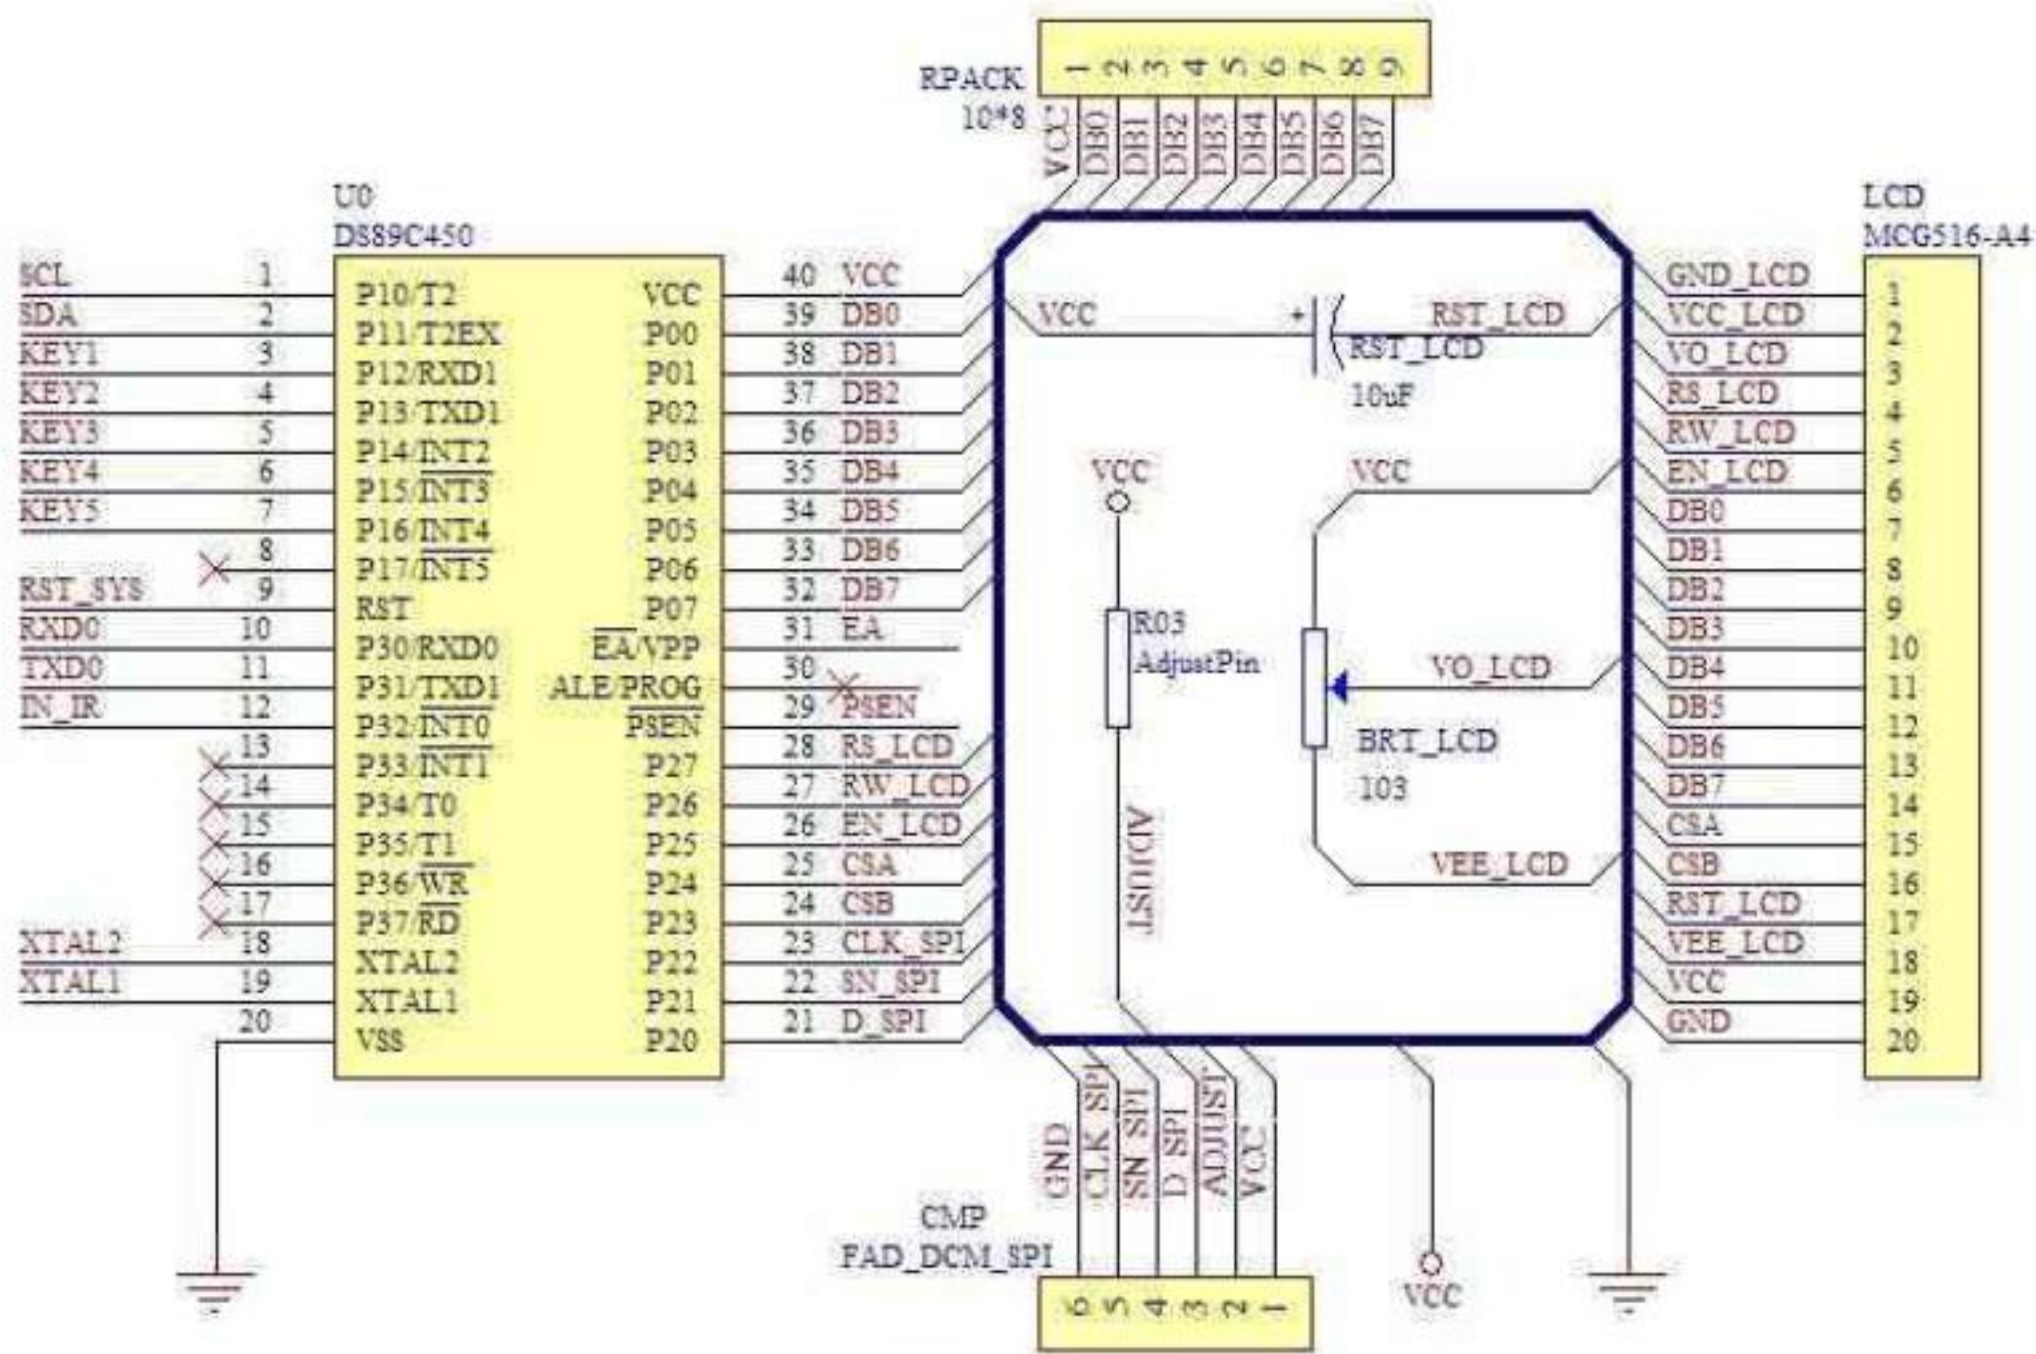 RPACK
10*8
1 2 3 4 5 6 7 8 9
VCC DB0 DB1 DB2 DB3 DB4 DB5 DB6 DB7
U0
DS89C450
SCL 1 P10/T2
SDA 2 P11/T2EX
KEY1 3 P12/RXD1
KEY2 4 P13/TXD1
KEY3 5 P14/INT2
KEY4 6 P15/INT3
KEY5 7 P16/INT4
8 P17/INT5
RST_SYS 9 RST
RXD0 10 P30/RXD0
TXD0 11 P31/TXD1
IN_IR 12 P32/INT0
13 P33/INT1
14 P34/T0
15 P35/T1
16 P36/WR
17 P37/RD
XTAL2 18 XTAL2
XTAL1 19 XTAL1
20 VSS
VCC 40 VCC
P00 39 DB0
P01 38 DB1
P02 37 DB2
P03 36 DB3
P04 35 DB4
P05 34 DB5
P06 33 DB6
P07 32 DB7
EA/VPP 31 EA
ALE/PROG 30
PSEN 29 PSEN
P27 28 RS_LCD
P26 27 RW_LCD
P25 26 EN_LCD
P24 25 CSA
P23 24 CSB
P22 23 CLK_SPI
P21 22 SN_SPI
P20 21 D_SPI
VCC + RST_LCD
RST_LCD
10uF
VCC
R03
AdjustPin
ADJUST
VCC
VO_LCD
BRT_LCD
103
VEE_LCD
LCD
MCG516-A4
GND_LCD 1
VCC_LCD 2
VO_LCD 3
RS_LCD 4
RW_LCD 5
EN_LCD 6
DB0 7
DB1 8
DB2 9
DB3 10
DB4 11
DB5 12
DB6 13
DB7 14
CSA 15
CSB 16
RST_LCD 17
VEE_LCD 18
VCC 19
GND 20
GND CLK_SPI SN_SPI D_SPI ADJUST VCC
CMP
FAD_DCM_SPI
6 5 4 3 2 1
VCC